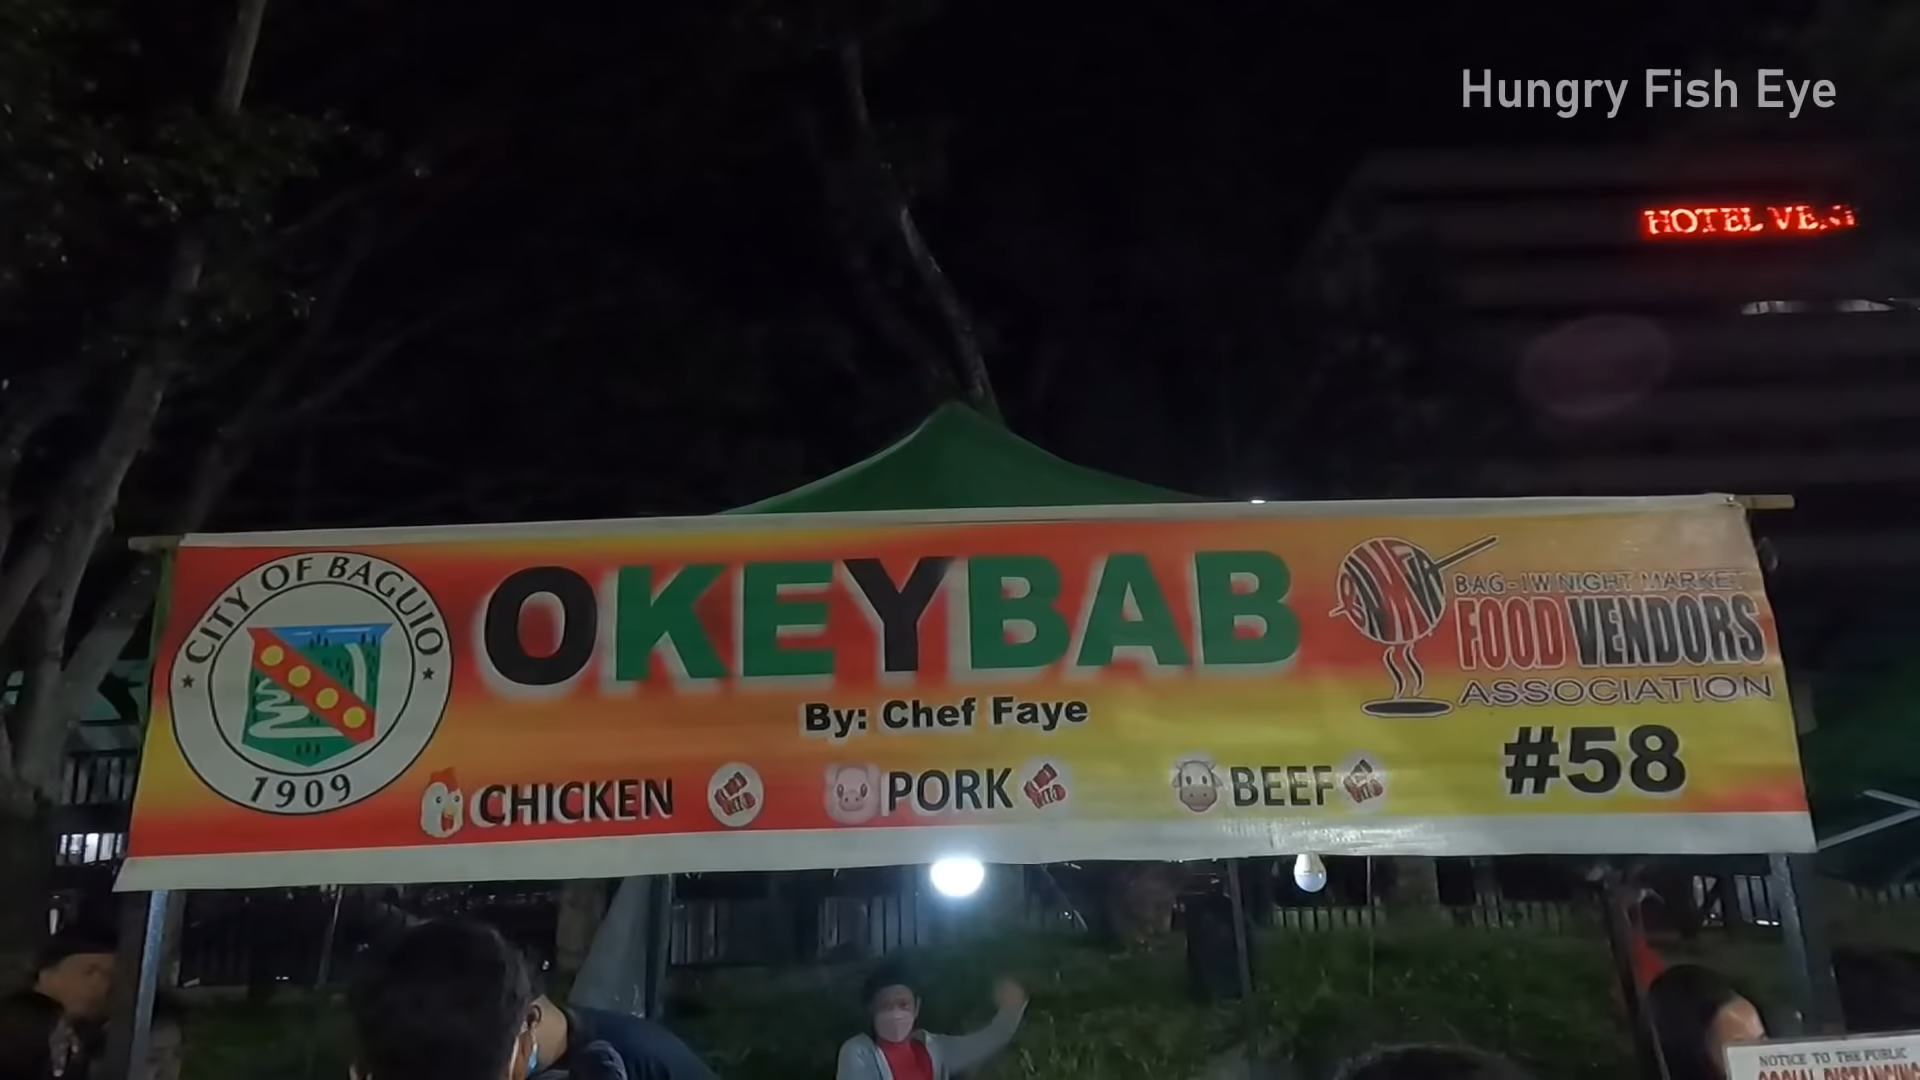 Hungry Fish Eye
HOTEL
CITY OF BAGUIO
1909
OKEYBAB
By: Chef Faye
CHICKEN
PORK
BEEF
BAG-IW NIGHT MARKET
FOOD VENDORS
ASSOCIATION
#58
NOTICE TO THE PUBLIC